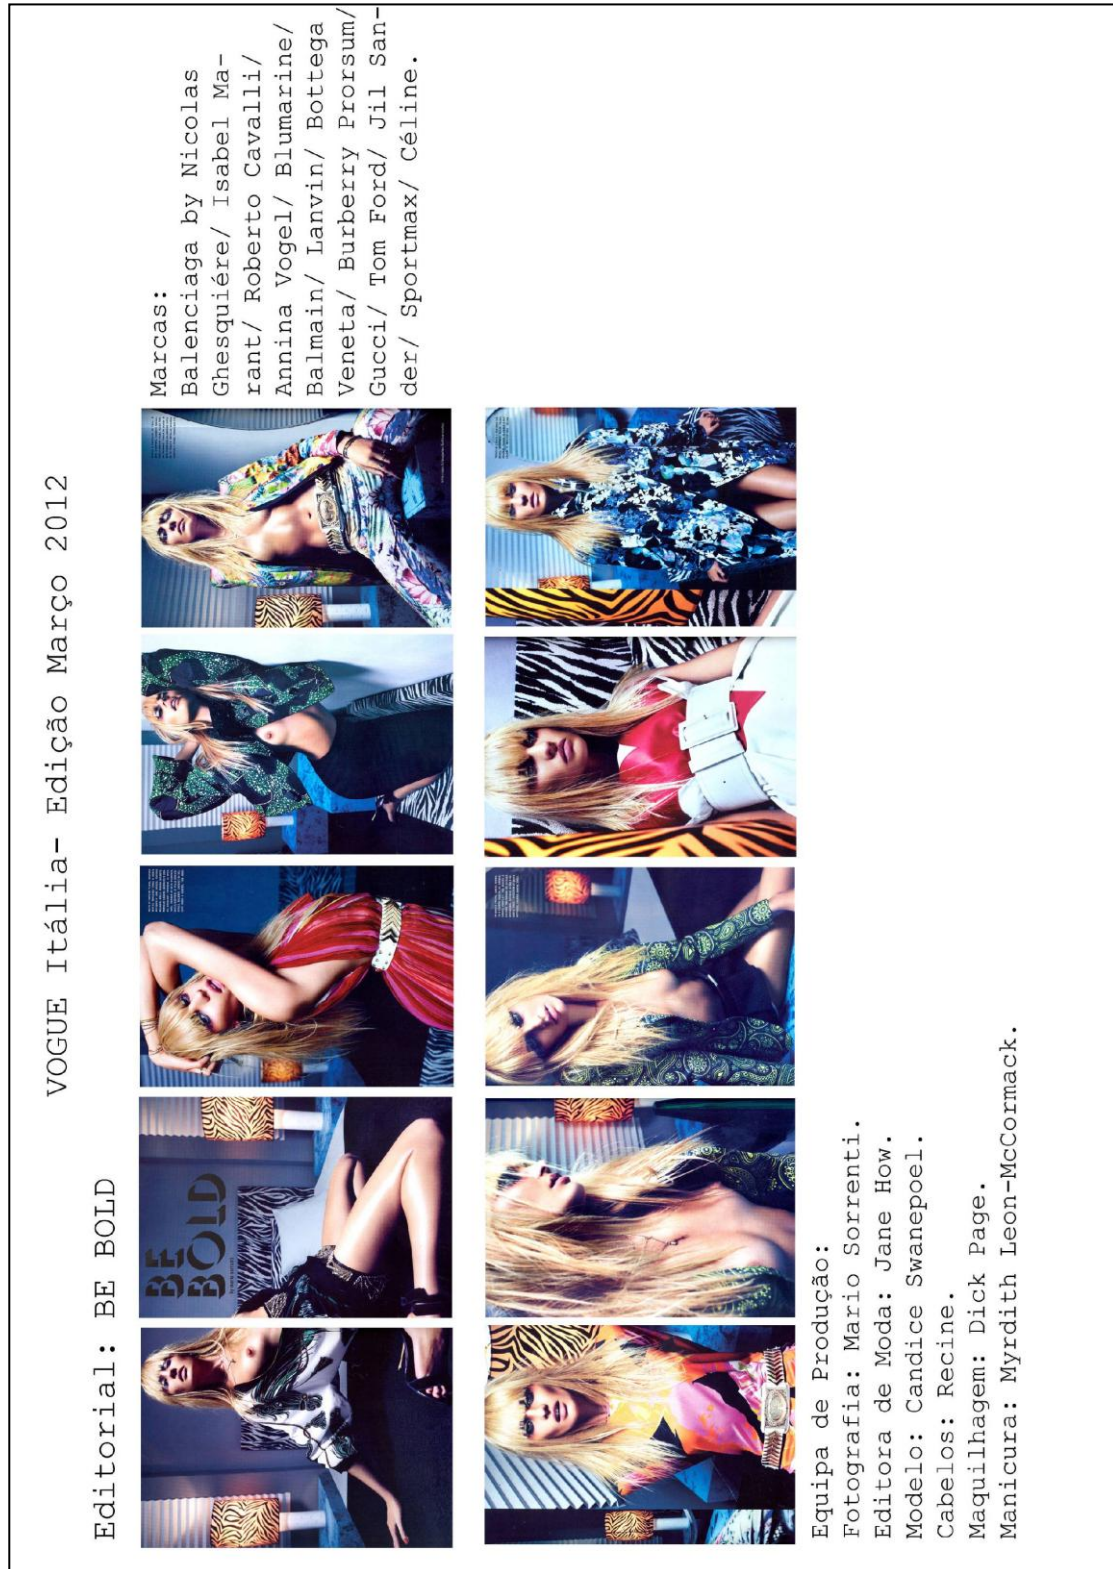 VOGUE Itália- Edição Março 2012
Editorial: BE BOLD
BE
BOLD
Marcas:
Balenciaga by Nicolas
Ghesquiére/ Isabel Ma-
rant/ Roberto Cavalli/
Annina Vogel/ Blumarine/
Balmain/ Lanvin/ Bottega
Veneta/ Burberry Prorsum/
Gucci/ Tom Ford/ Jil San-
der/ Sportmax/ Céline.
Equipa de Produção:
Fotografia: Mario Sorrenti.
Editora de Moda: Jane How.
Modelo: Candice Swanepoel.
Cabelos: Recine.
Maquilhagem: Dick Page.
Manicura: Myrdith Leon-McCormack.